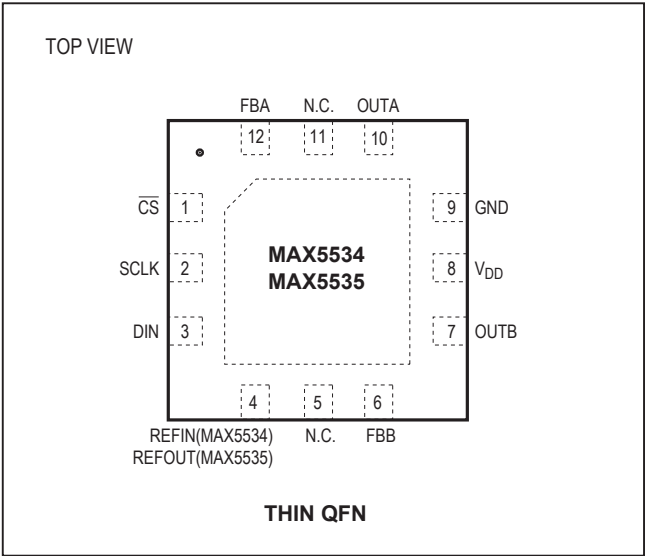 TOP VIEW
FBA N.C. OUTA
12 11 10
C̅S̅ 1 9 GND
MAX5534
SCLK 2 8 VDD
MAX5535
DIN 3 7 OUTB
4 5 6
REFIN(MAX5534) N.C. FBB
REFOUT(MAX5535)
THIN QFN